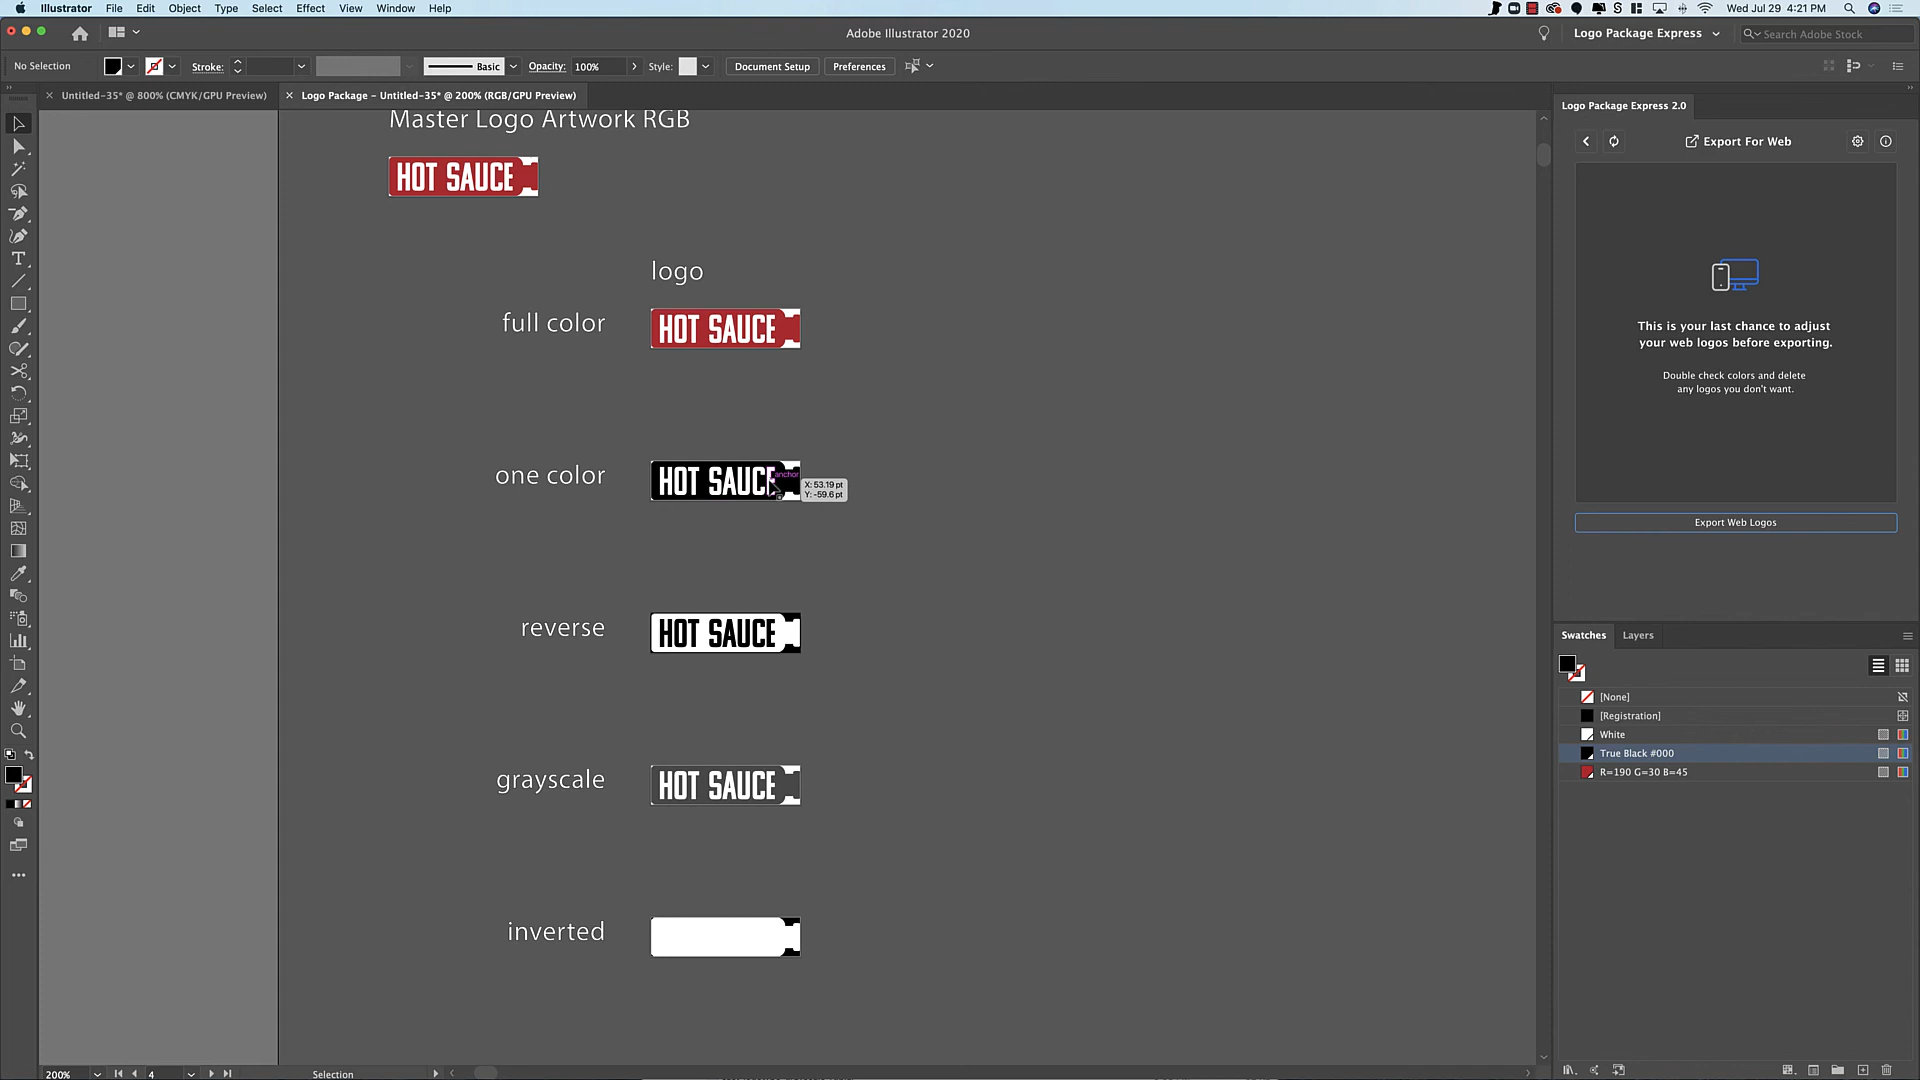 Illustrator File Edit Object Type Select Effect View Window Help
Wed Jul 29 4:21 PM
Adobe Illustrator 2020
Logo Package Express
Search Adobe Stock
No Selection
Stroke:
Basic
Opacity: 100%
Style:
Document Setup
Preferences
Untitled-35* @ 800% (CMYK/GPU Preview)
Logo Package - Untitled-35* @ 200% (RGB/GPU Preview)
Logo Package Express 2.0
Master Logo Artwork RGB
HOT SAUCE
Export For Web
logo
full color
HOT SAUCE
This is your last chance to adjust
your web logos before exporting.
Double check colors and delete
any logos you don't want.
one color
HOT SAUCE
anchor
X: 53.19 pt
Y: -59.6 pt
Export Web Logos
reverse
HOT SAUCE
Swatches
Layers
[None]
[Registration]
White
True Black #000
R=190 G=30 B=45
grayscale
HOT SAUCE
inverted
200%
4
Selection